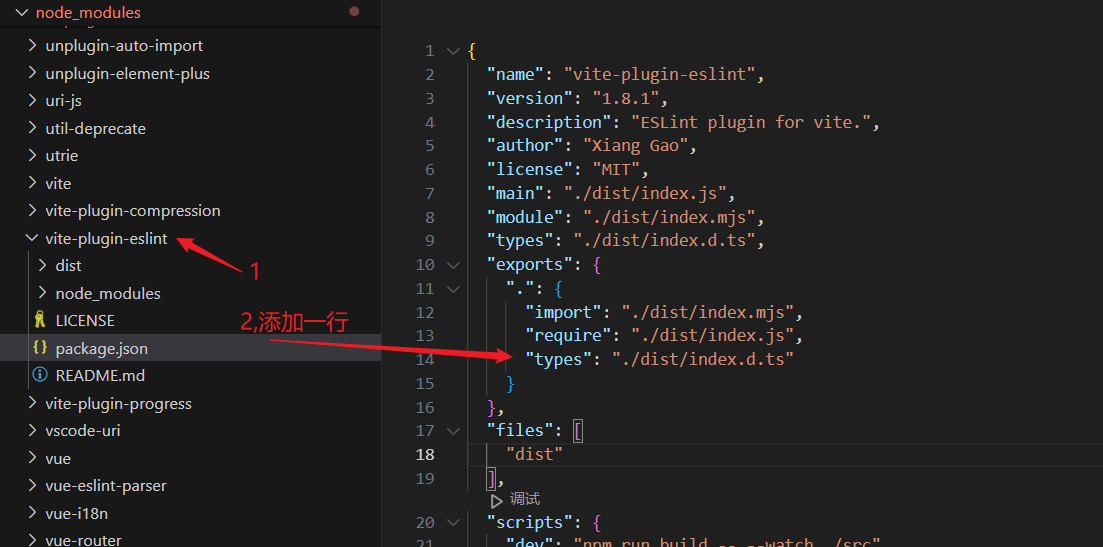 node_modules
unplugin-auto-import
unplugin-element-plus
uri-js
util-deprecate
utrie
vite
vite-plugin-compression
vite-plugin-eslint
dist
node_modules
LICENSE
package.json
README.md
vite-plugin-progress
vscode-uri
vue
vue-eslint-parser
vue-i18n
vue-router
1
2,添加一行
1 {
2 "name": "vite-plugin-eslint",
3 "version": "1.8.1",
4 "description": "ESLint plugin for vite.",
5 "author": "Xiang Gao",
6 "license": "MIT",
7 "main": "./dist/index.js",
8 "module": "./dist/index.mjs",
9 "types": "./dist/index.d.ts",
10 "exports": {
11 ".": {
12 "import": "./dist/index.mjs",
13 "require": "./dist/index.js",
14 "types": "./dist/index.d.ts"
15 }
16 },
17 "files": [
18 "dist"
19 ],
调试
20 "scripts": {
21 "dev": "npm run build -- --watch ./src"